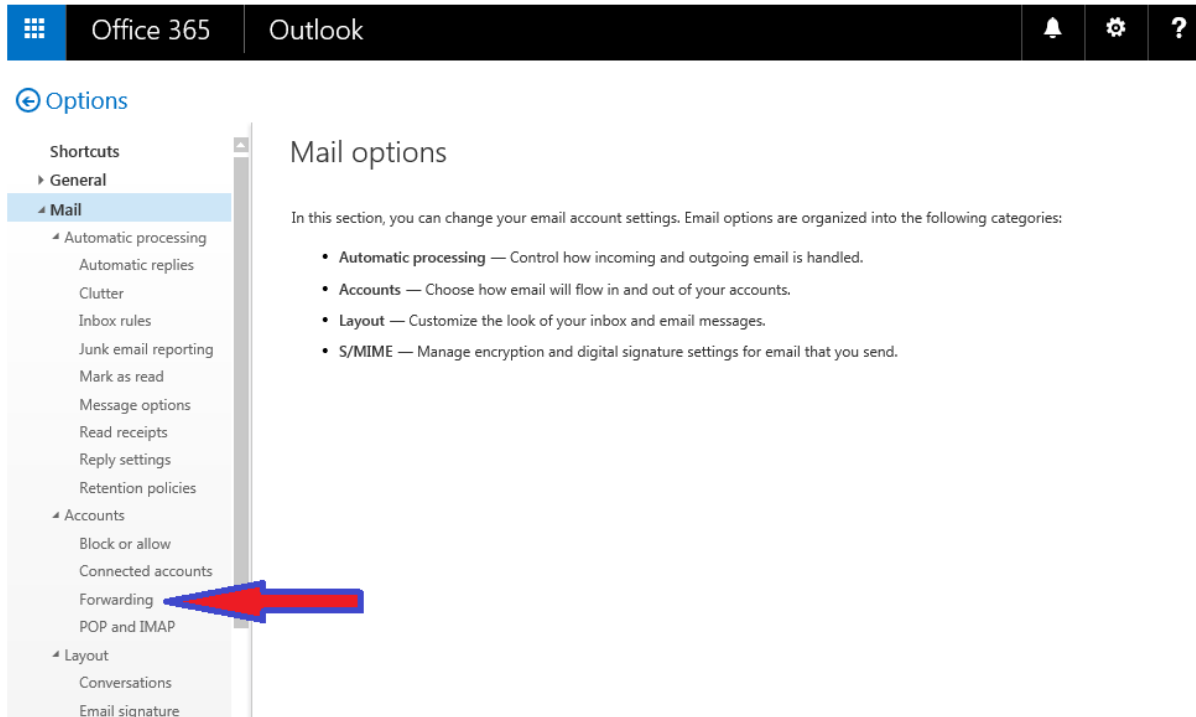 Office 365
Outlook
?
Options
Shortcuts
General
Mail
Automatic processing
Automatic replies
Clutter
Inbox rules
Junk email reporting
Mark as read
Message options
Read receipts
Reply settings
Retention policies
Accounts
Block or allow
Connected accounts
Forwarding
POP and IMAP
Layout
Conversations
Email signature
Mail options
In this section, you can change your email account settings. Email options are organized into the following categories:
• Automatic processing — Control how incoming and outgoing email is handled.
• Accounts — Choose how email will flow in and out of your accounts.
• Layout — Customize the look of your inbox and email messages.
• S/MIME — Manage encryption and digital signature settings for email that you send.